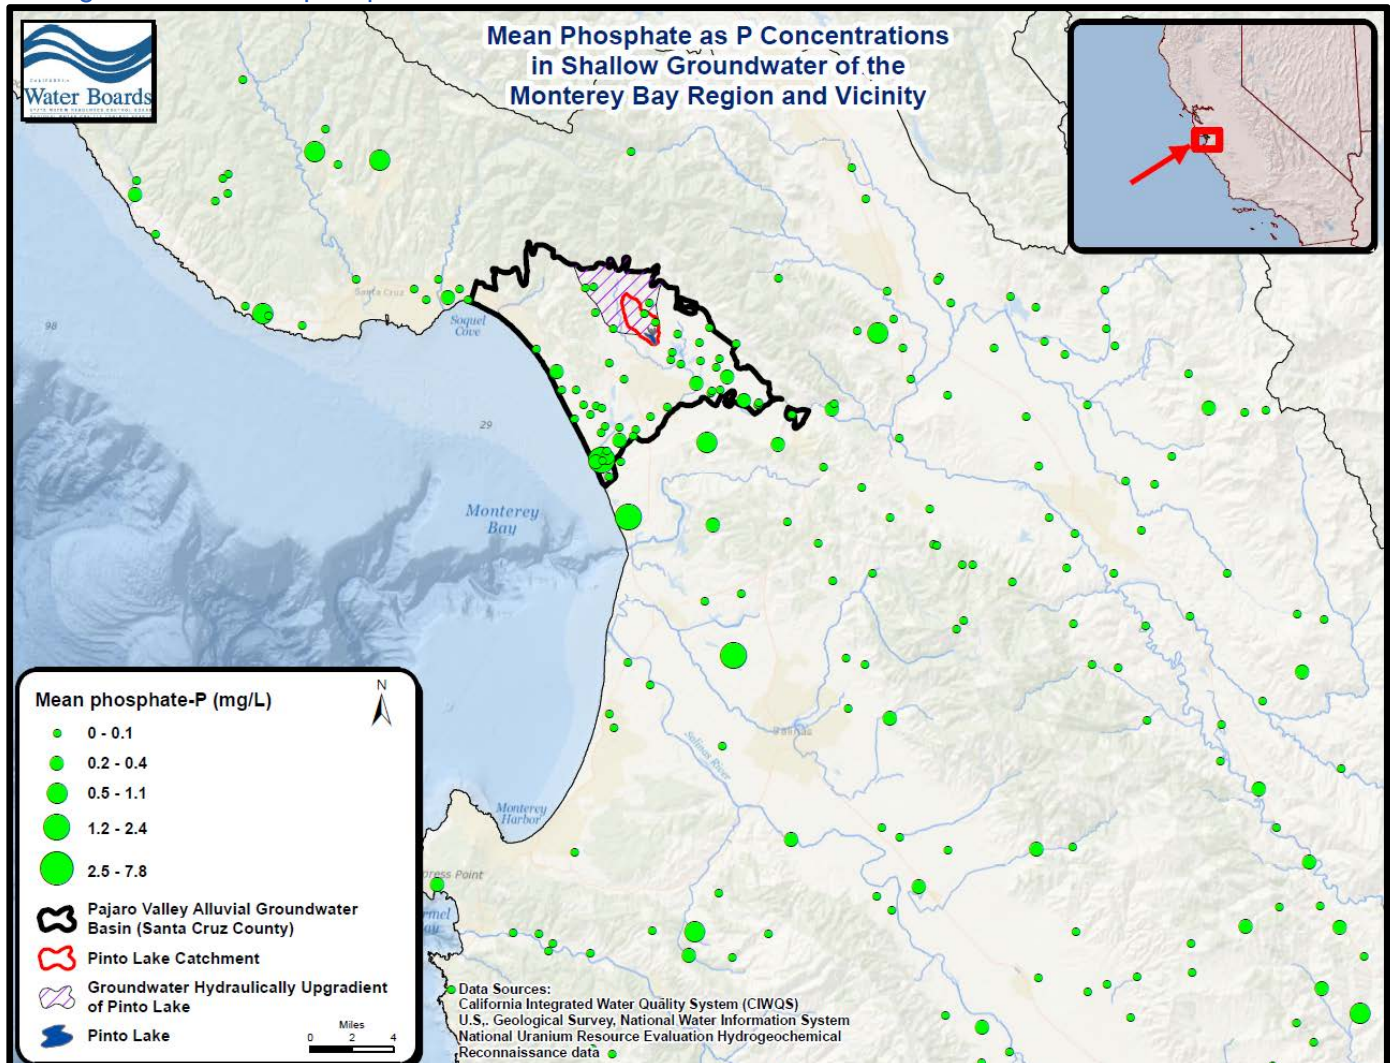 CALIFORNIA
Water Boards
Mean Phosphate as P Concentrations
in Shallow Groundwater of the
Monterey Bay Region and Vicinity
Santa Cruz
Soquel
Cove
98
29
Monterey
Bay
Salinas
Salinas River
Monterey
Harbor
press Point
rmel
ay
Mean phosphate-P (mg/L)
N
0 - 0.1
0.2 - 0.4
0.5 - 1.1
1.2 - 2.4
2.5 - 7.8
Pajaro Valley Alluvial Groundwater
Basin (Santa Cruz County)
Pinto Lake Catchment
Groundwater Hydraulically Upgradient
of Pinto Lake
Pinto Lake
Miles
0 2 4
Data Sources:
California Integrated Water Quality System (CIWQS)
U.S,. Geological Survey, National Water Information System
National Uranium Resource Evaluation Hydrogeochemical
Reconnaissance data